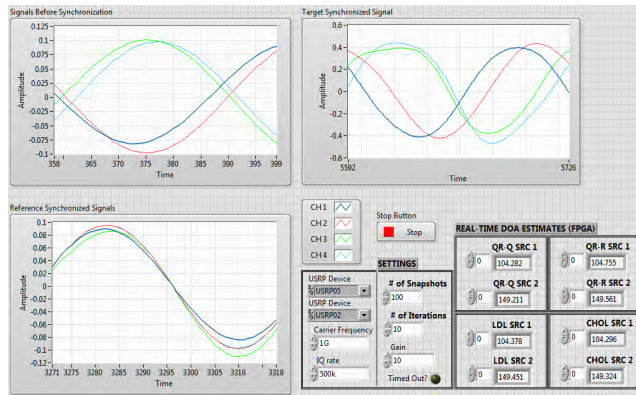 Signals Before Synchronization
0.125
0.1
0.075
0.05
0.025
0
-0.025
-0.05
-0.075
-0.1
Amplitude
358 365 370 375 380 385 390 395 399
Time
Target Synchronized Signal
0.6
0.4
0.2
0
-0.2
-0.4
-0.6
Amplitude
5592 5726
Time
Reference Synchronized Signals
0.1
0.08
0.06
0.04
0.02
0
-0.02
-0.04
-0.06
-0.08
-0.1
-0.12
Amplitude
3271 3275 3280 3285 3290 3295 3300 3305 3310 3318
Time
CH 1
CH 2
CH 3
CH 4
Stop Button
Stop
USRP Device
USRP05
USRP Device
USRP02
Carrier Frequency
1G
IQ rate
500k
SETTINGS
# of Snapshots
100
# of Iterations
10
Gain
10
Timed Out?
REAL-TIME DOA ESTIMATES (FPGA)
QR-Q SRC 1
0 104.282
QR-R SRC 1
0 104.755
QR-Q SRC 2
0 149.211
QR-R SRC 2
0 149.561
LDL SRC 1
0 104.378
CHOL SRC 1
0 104.296
LDL SRC 2
0 149.451
CHOL SRC 2
0 149.324